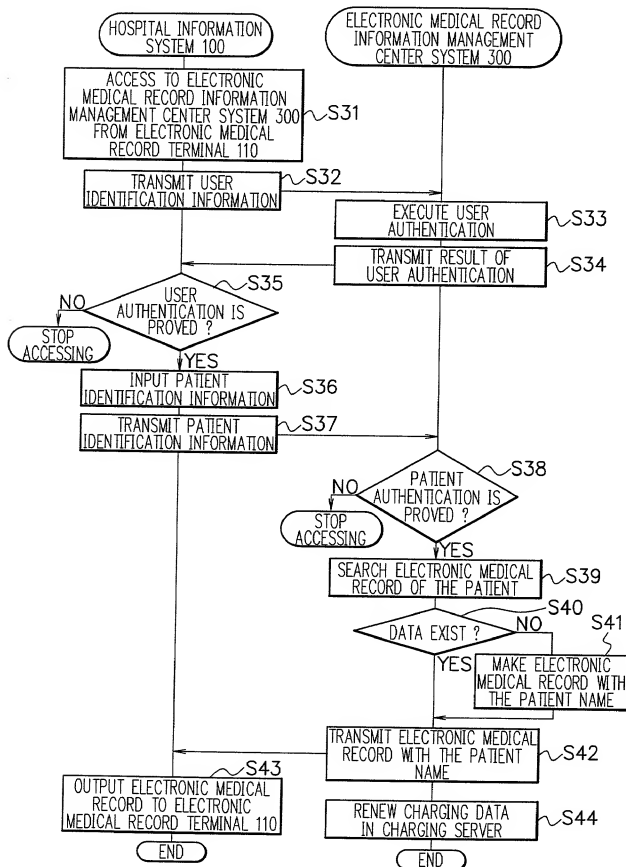 HOSPITAL INFORMATION
SYSTEM 100
ELECTRONIC MEDICAL RECORD
INFORMATION MANAGEMENT
CENTER SYSTEM 300
ACCESS TO ELECTRONIC
MEDICAL RECORD INFORMATION
MANAGEMENT CENTER SYSTEM 300
FROM ELECTRONIC MEDICAL
RECORD TERMINAL 110
S31
TRANSMIT USER
IDENTIFICATION INFORMATION
S32
EXECUTE USER
AUTHENTICATION
S33
TRANSMIT RESULT OF
USER AUTHENTICATION
S34
S35
USER
AUTHENTICATION IS
PROVED ?
NO
STOP
ACCESSING
YES
INPUT PATIENT
IDENTIFICATION INFORMATION
S36
TRANSMIT PATIENT
IDENTIFICATION INFORMATION
S37
S38
PATIENT
AUTHENTICATION IS
PROVED ?
NO
STOP
ACCESSING
YES
SEARCH ELECTRONIC MEDICAL
RECORD OF THE PATIENT
S39
S40
DATA EXIST ?
NO
YES
S41
MAKE ELECTRONIC
MEDICAL RECORD WITH
THE PATIENT NAME
TRANSMIT ELECTRONIC MEDICAL
RECORD WITH THE PATIENT
NAME
S42
S43
OUTPUT ELECTRONIC MEDICAL
RECORD TO ELECTRONIC
MEDICAL RECORD TERMINAL 110
RENEW CHARGING DATA
IN CHARGING SERVER
S44
END
END